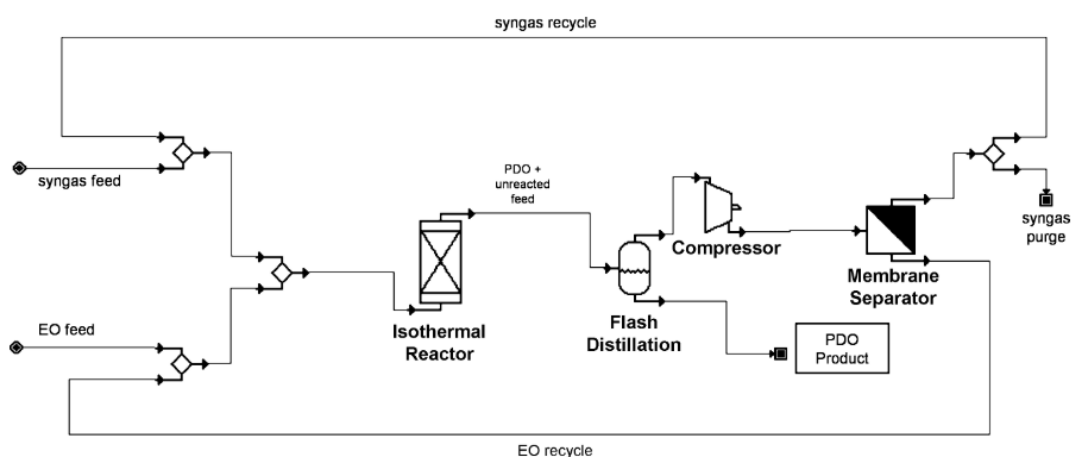 syngas recycle
syngas feed
PDO +
unreacted
feed
Compressor
syngas
purge
Membrane
Separator
EO feed
Isothermal
Reactor
Flash
Distillation
PDO
Product
EO recycle